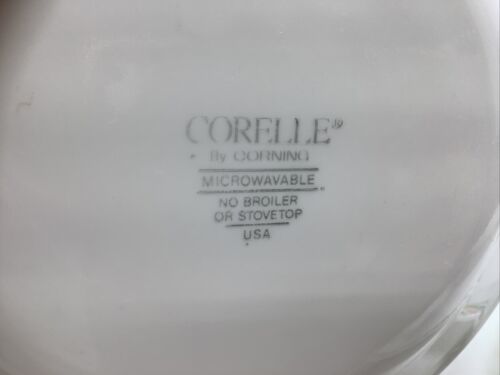 CORELLE®
By CORNING
MICROWAVABLE
NO BROILER
OR STOVETOP
USA